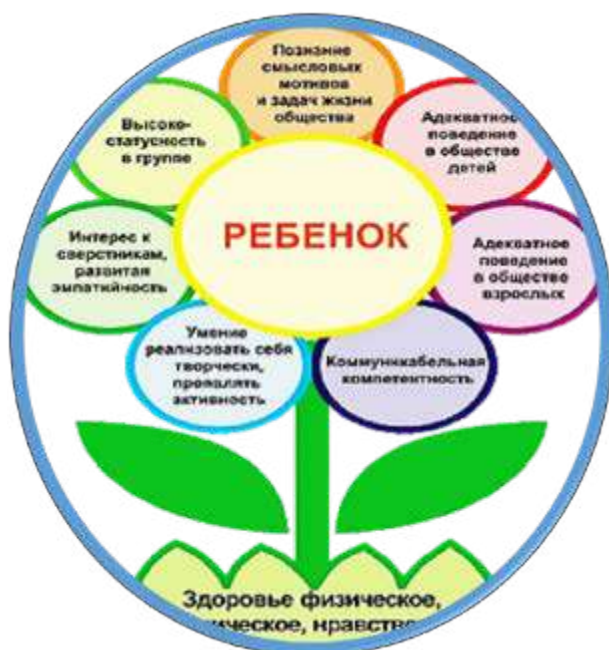 Познание
смысловых
мотивов
и задач жизни
общества
Высоко-
статусность
в группе
Адекватное
поведение
в обществе
детей
РЕБЕНОК
Интерес к
сверстникам,
развитая
эмпатийность
Адекватное
поведение
в обществе
взрослых
Умение
реализовать себя
творчески,
проявлять
активность
Коммуникабельная
компетентность
Здоровье физическое,